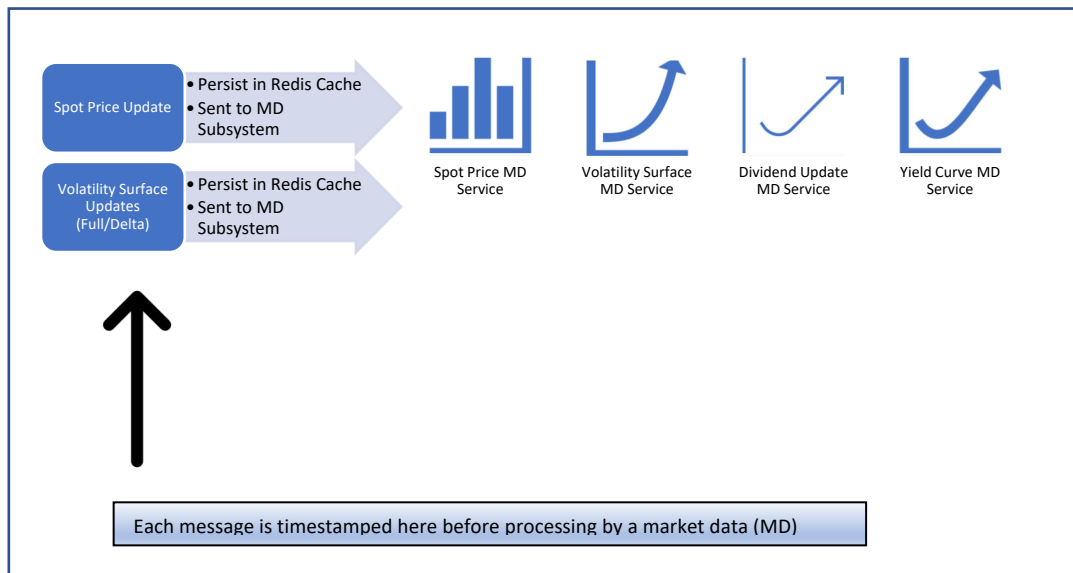 Spot Price Update
• Persist in Redis Cache
• Sent to MD
Subsystem
Volatility Surface
Updates
(Full/Delta)
• Persist in Redis Cache
• Sent to MD
Subsystem
Spot Price MD
Service
Volatility Surface
MD Service
Dividend Update
MD Service
Yield Curve MD
Service
Each message is timestamped here before processing by a market data (MD)